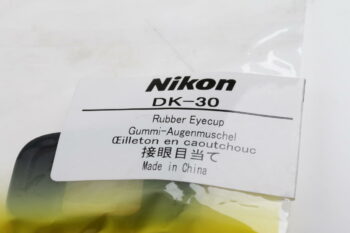 Nikon
DK-30
Rubber Eyecup
Gummi-Augenmuschel
Œilleton en caoutchouc
接眼目当て
Made in China